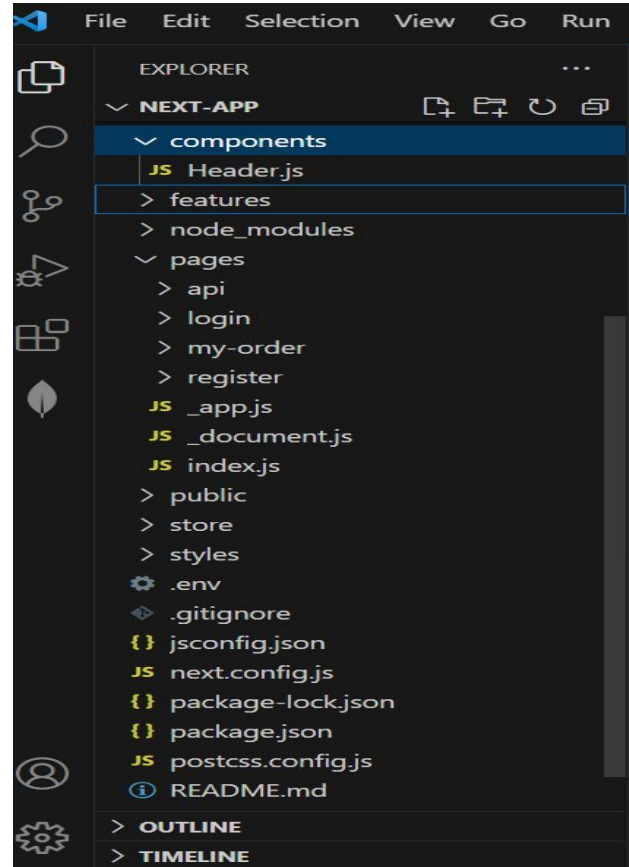 File Edit Selection View Go Run
EXPLORER
NEXT-APP
components
JS Header.js
features
node_modules
pages
api
login
my-order
register
JS _app.js
JS _document.js
JS index.js
public
store
styles
.env
.gitignore
{} jsconfig.json
JS next.config.js
{} package-lock.json
{} package.json
JS postcss.config.js
README.md
OUTLINE
TIMELINE